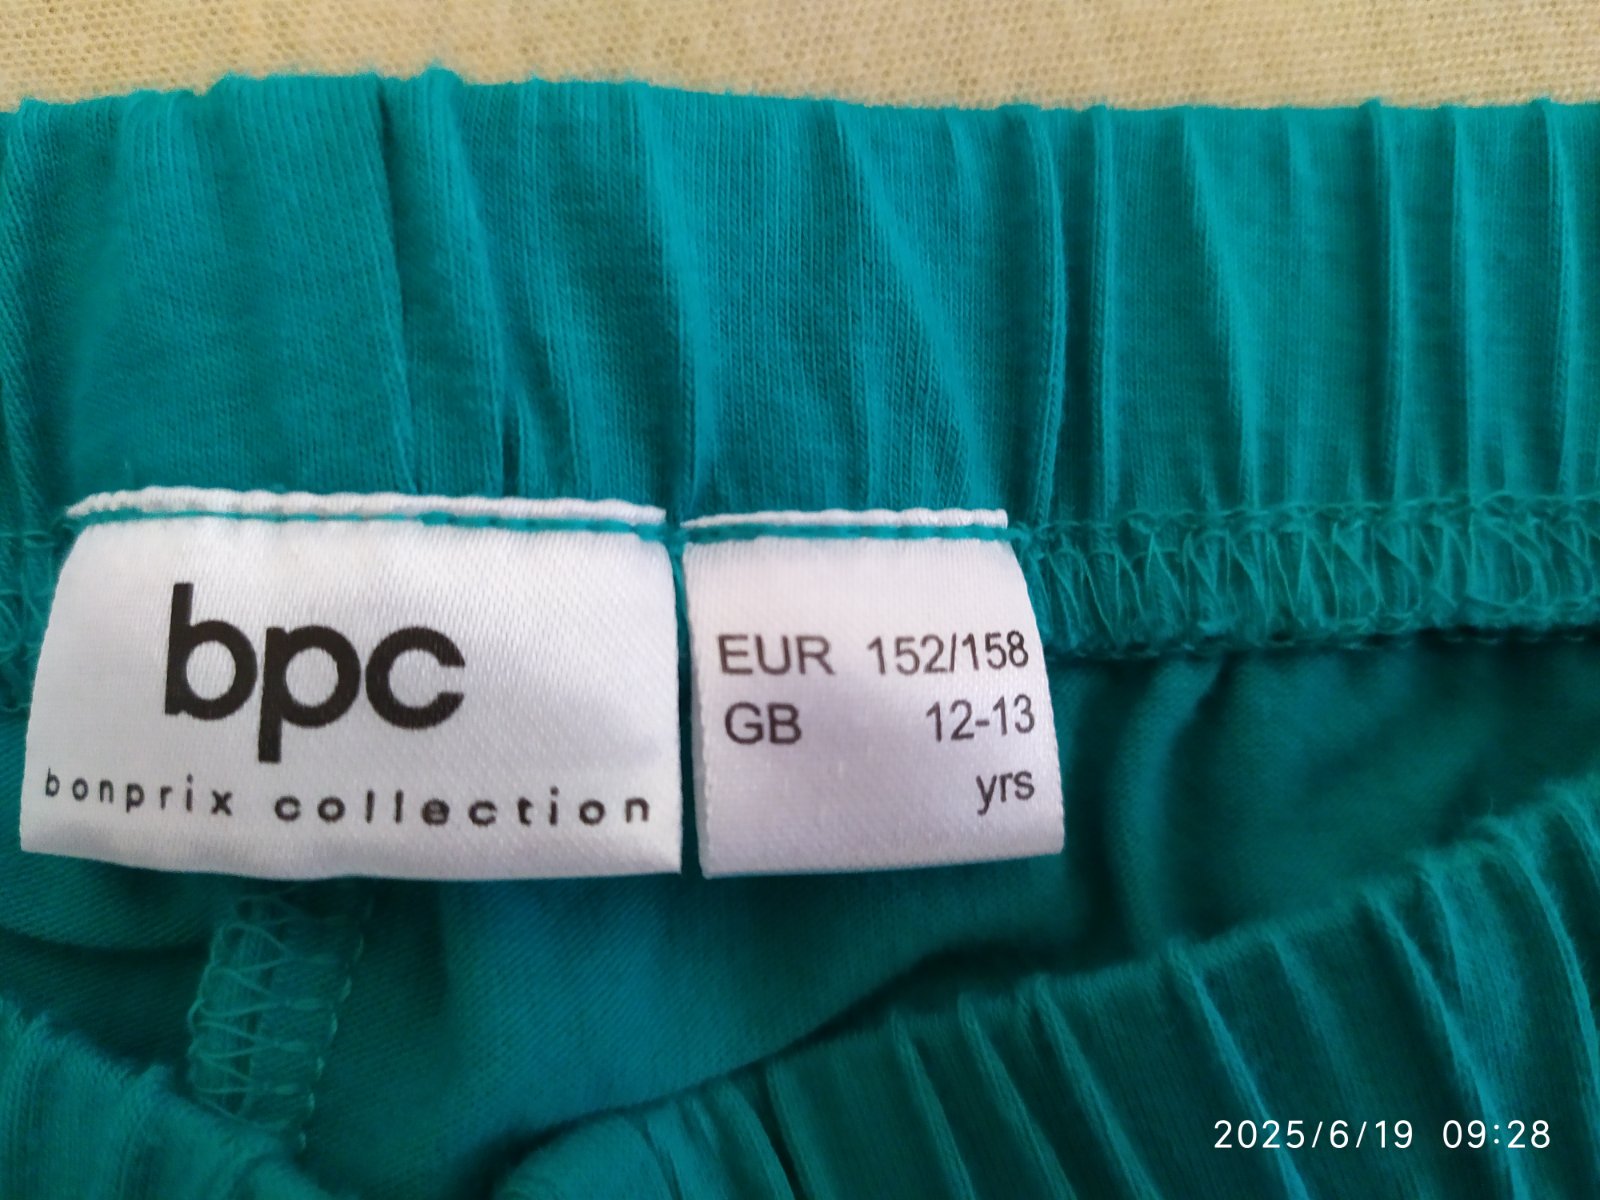 bpc
bonprix collection
EUR 152/158
GB 12-13
yrs
2025/6/19 09:28